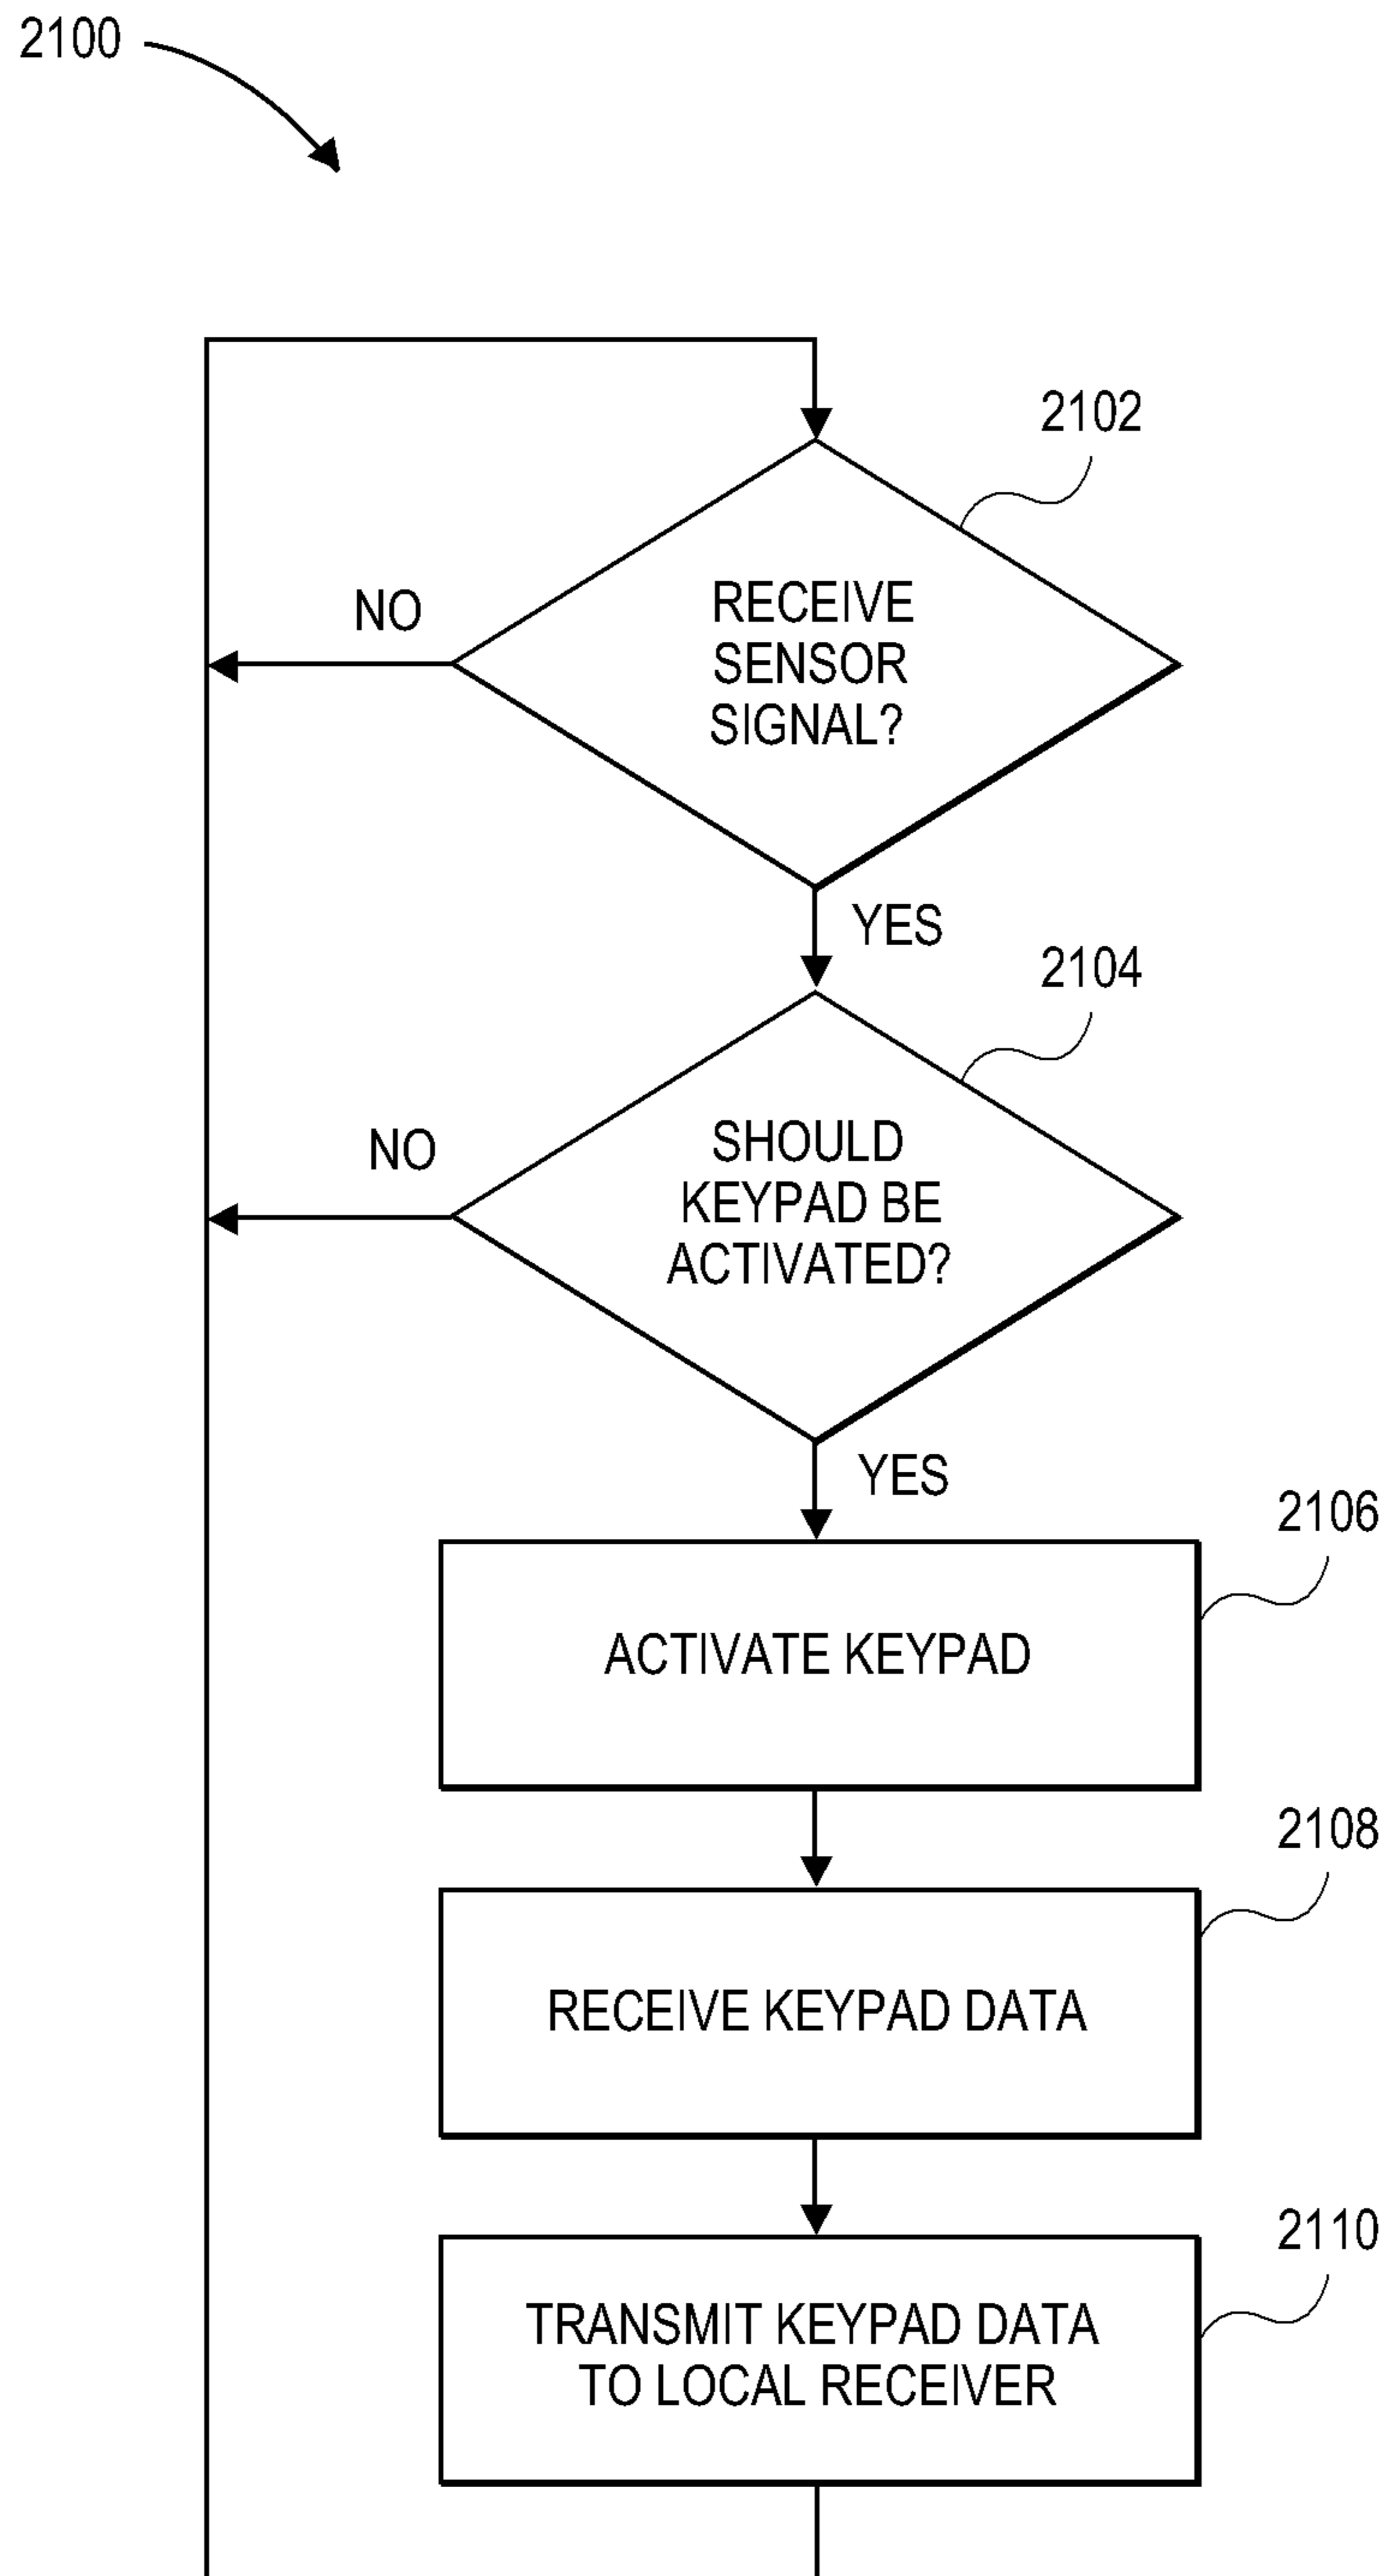 2100
2102
RECEIVE
SENSOR
SIGNAL?
NO
YES
2104
SHOULD
KEYPAD BE
ACTIVATED?
NO
YES
2106
ACTIVATE KEYPAD
2108
RECEIVE KEYPAD DATA
2110
TRANSMIT KEYPAD DATA
TO LOCAL RECEIVER